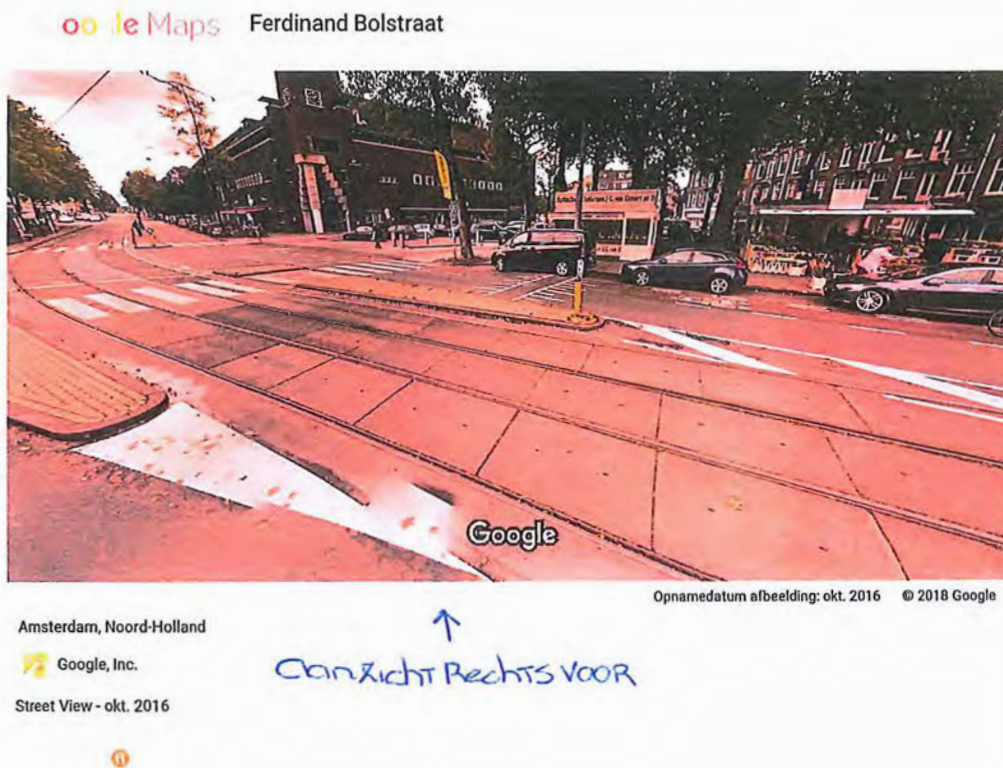 oo le Maps Ferdinand Bolstraat
Google
Opnamedatum afbeelding: okt. 2016 © 2018 Google
Amsterdam, Noord-Holland
Google, Inc.
Street View - okt. 2016
↑
Aanzicht Rechts VOOR